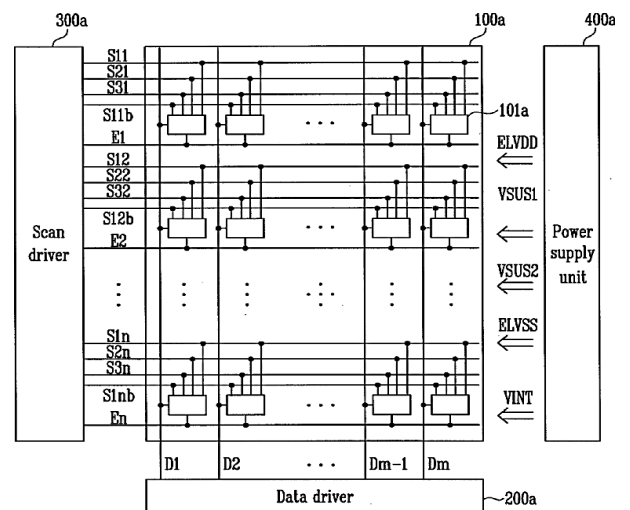 300a
100a
400a
S11
S21
S31
S11b
E1
101a
ELVDD
S12
S22
S32
S12b
E2
VSUS1
Scan
driver
Power
supply
unit
VSUS2
ELVSS
S1n
S2n
S3n
S1nb
En
VINT
D1
D2
Dm-1
Dm
Data driver
200a